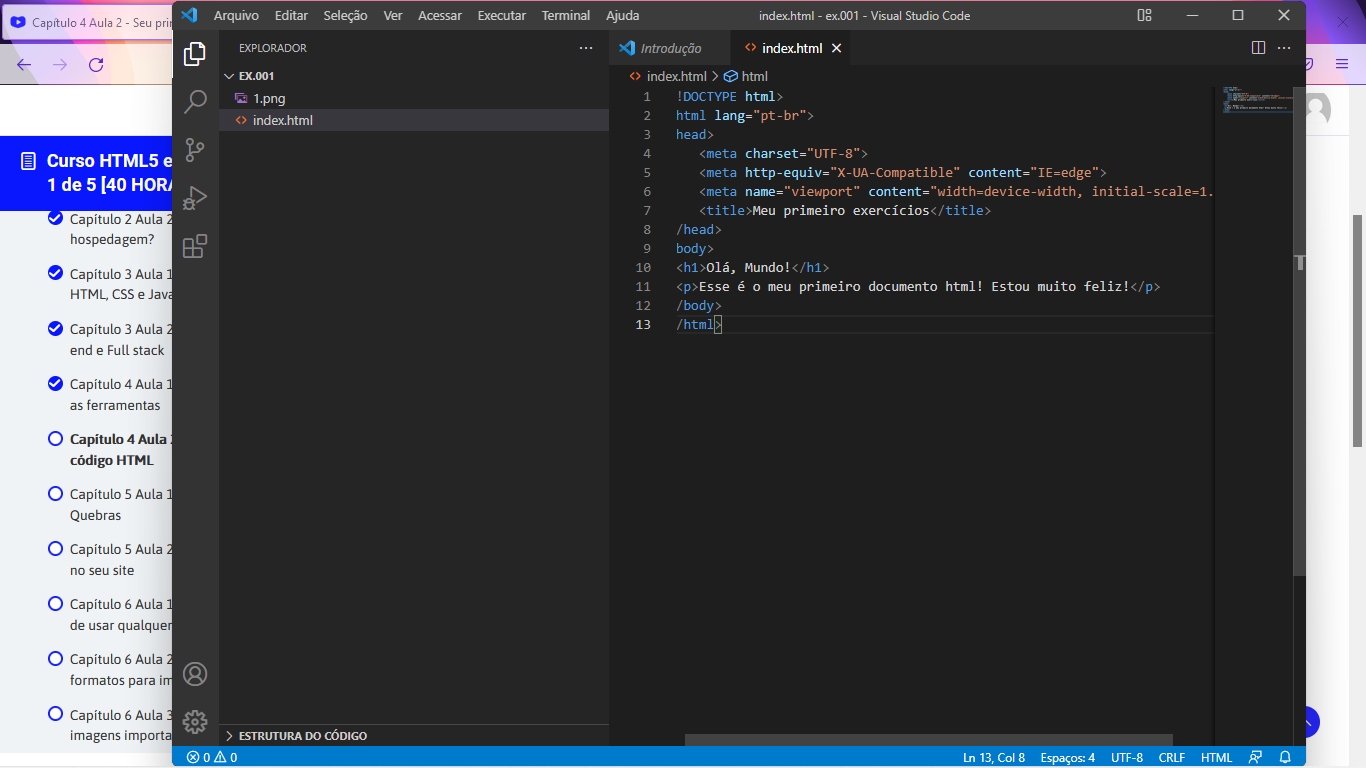 Capítulo 4 Aula 2 - Seu pri
Arquivo Editar Seleção Ver Acessar Executar Terminal Ajuda
index.html - ex.001 - Visual Studio Code
Curso HTML5 e
1 de 5 [40 HORA
Capítulo 2 Aula 2
hospedagem?
Capítulo 3 Aula 1
HTML, CSS e Java
Capítulo 3 Aula 2
end e Full stack
Capítulo 4 Aula 1
as ferramentas
Capítulo 4 Aula 2
código HTML
Capítulo 5 Aula 1
Quebras
Capítulo 5 Aula 2
no seu site
Capítulo 6 Aula 1
de usar qualquer
Capítulo 6 Aula 2
formatos para im
Capítulo 6 Aula 3
imagens importa
EXPLORADOR
EX.001
1.png
index.html
ESTRUTURA DO CÓDIGO
Introdução
index.html
index.html > html
1 !DOCTYPE html>
2 html lang="pt-br">
3 head>
4 <meta charset="UTF-8">
5 <meta http-equiv="X-UA-Compatible" content="IE=edge">
6 <meta name="viewport" content="width=device-width, initial-scale=1.
7 <title>Meu primeiro exercícios</title>
8 /head>
9 body>
10 <h1>Olá, Mundo!</h1>
11 <p>Esse é o meu primeiro documento html! Estou muito feliz!</p>
12 /body>
13 /html>
0 0
Ln 13, Col 8 Espaços: 4 UTF-8 CRLF HTML